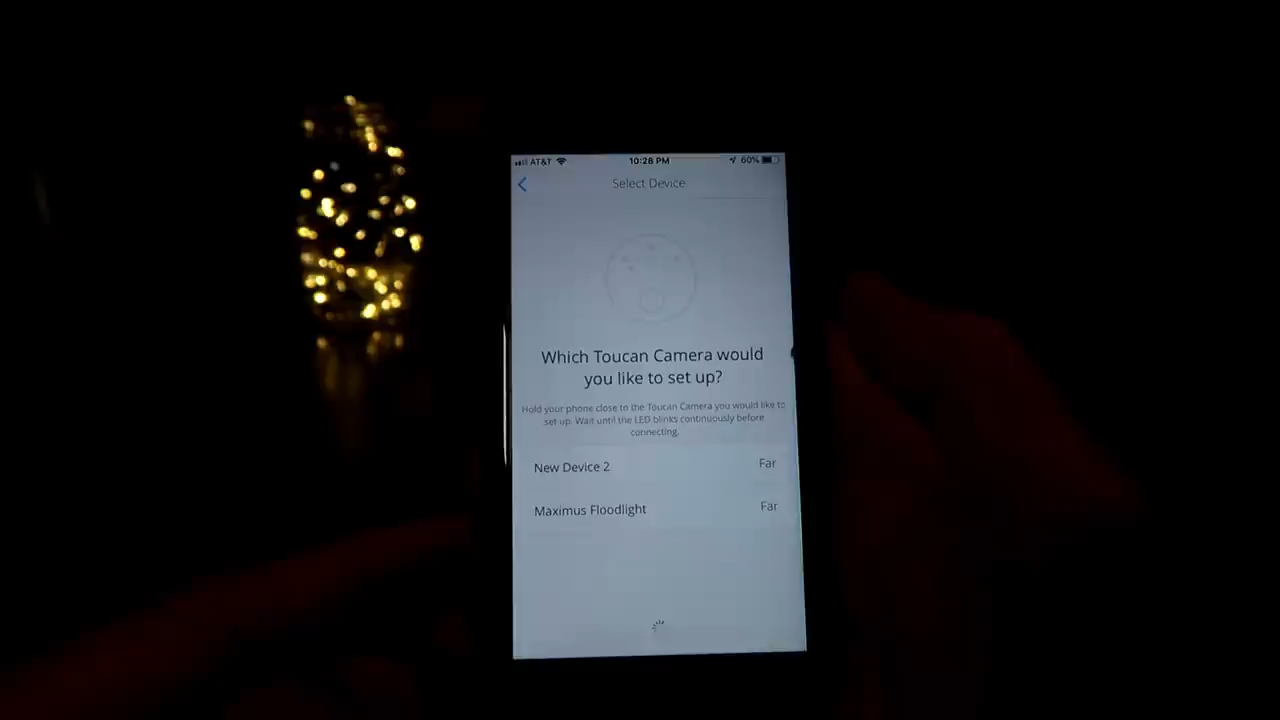 AT&T 10:28 PM 60%
Select Device
Which Toucan Camera would
you like to set up?
Hold your phone close to the Toucan Camera you would like to
set up. Wait until the LED blinks continuously before
connecting.
New Device 2 Far
Maximus Floodlight Far